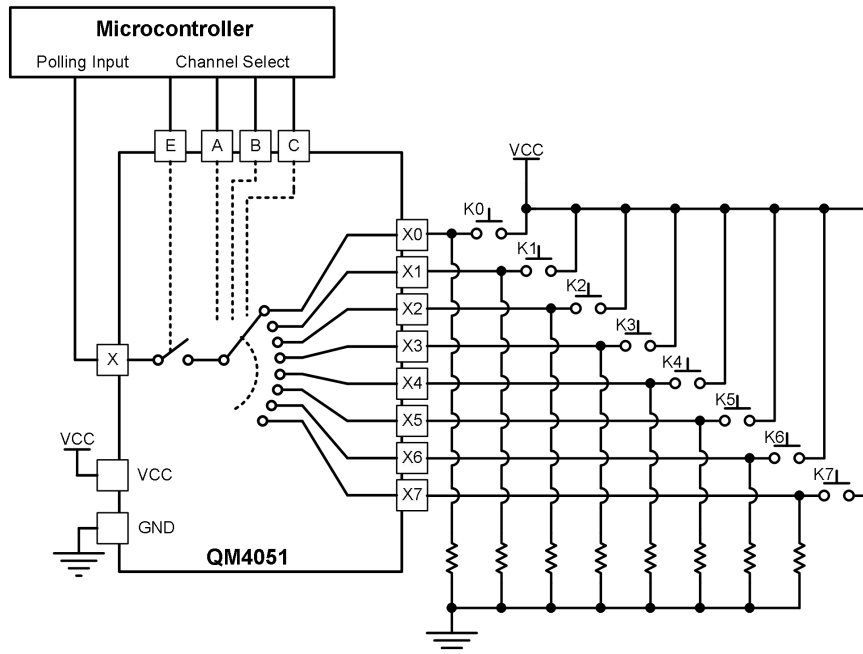 Microcontroller
Polling Input Channel Select
E A B C
VCC
K0
X0
K1
X1
K2
X2
K3
X3
X
K4
X4
K5
X5
VCC
K6
X6
VCC
K7
X7
GND
QM4051